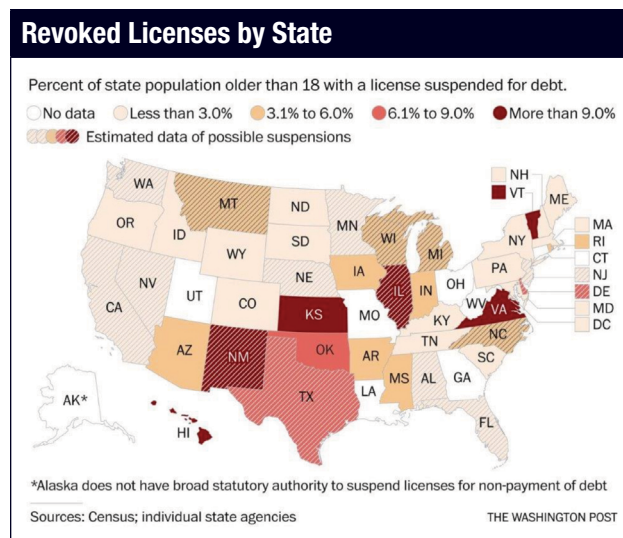 Revoked Licenses by State
Percent of state population older than 18 with a license suspended for debt.
No data Less than 3.0% 3.1% to 6.0% 6.1% to 9.0% More than 9.0%
Estimated data of possible suspensions
NH
VT
WA
MT
ND
MN
ME
OR
ID
SD
WI
MI
NY
MA
RI
WY
CT
NV
NE
IA
PA
NJ
CA
UT
CO
KS
MO
IL
IN
OH
WV
VA
DE
MD
KY
DC
AZ
NM
OK
AR
TN
NC
SC
TX
LA
MS
AL
GA
AK*
HI
FL
*Alaska does not have broad statutory authority to suspend licenses for non-payment of debt
Sources: Census; individual state agencies
THE WASHINGTON POST